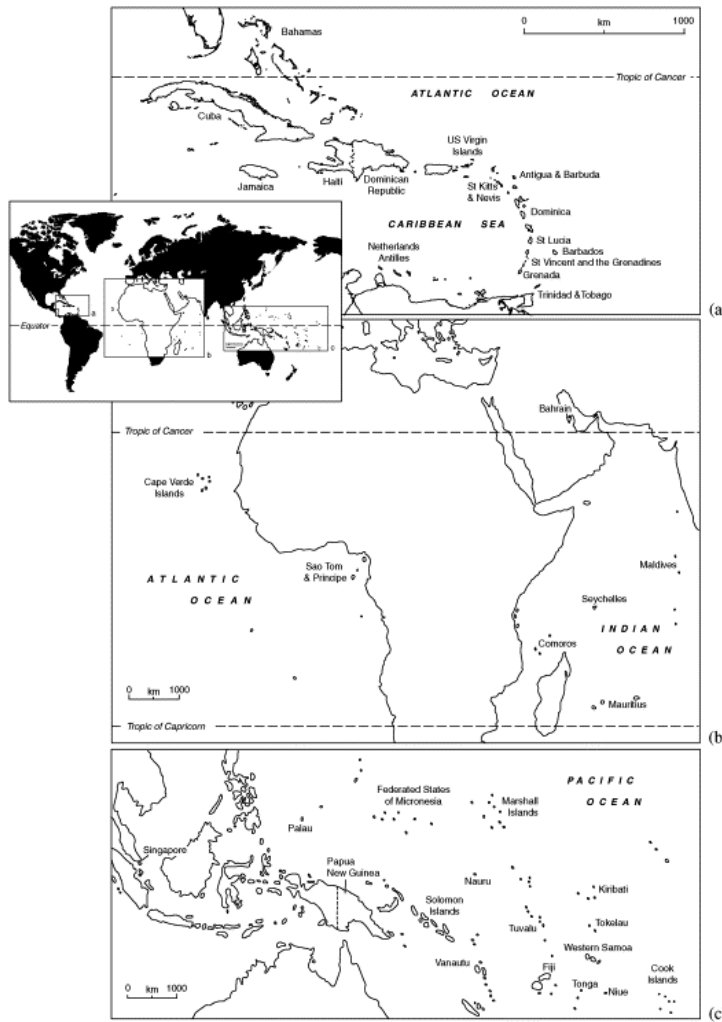 Bahamas
0 km 1000
Tropic of Cancer
ATLANTIC OCEAN
Cuba
US Virgin
Islands
Jamaica
Haiti
Dominican
Republic
St Kitts
& Nevis
Antigua & Barbuda
Dominica
CARIBBEAN SEA
Netherlands
Antilles
St Lucia
Barbados
St Vincent and the Grenadines
Grenada
Trinidad & Tobago
(a
Equator
a
b
c
Tropic of Cancer
Bahrain
Cape Verde
Islands
Sao Tom
& Principe
Maldives
ATLANTIC
OCEAN
Seychelles
INDIAN
OCEAN
Comoros
0 km 1000
Mauritius
Tropic of Capricorn
(b
PACIFIC
OCEAN
Federated States
of Micronesia
Marshall
Islands
Palau
Singapore
Papua
New Guinea
Nauru
Kiribati
Solomon
Islands
Tuvalu
Tokelau
Western Samoa
Vanautu
Fiji
Cook
Islands
Tonga
Niue
0 km 1000
(c